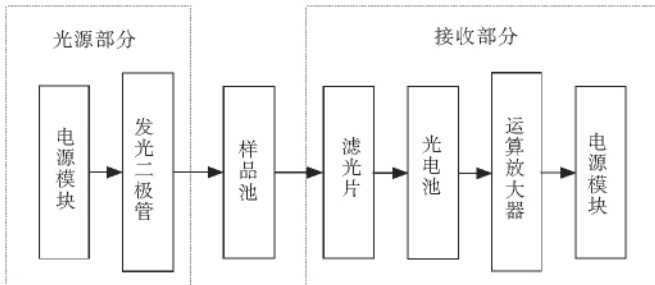 光源部分
接收部分
电源模块
发光二极管
样品池
滤光片
光电池
运算放大器
电源模块